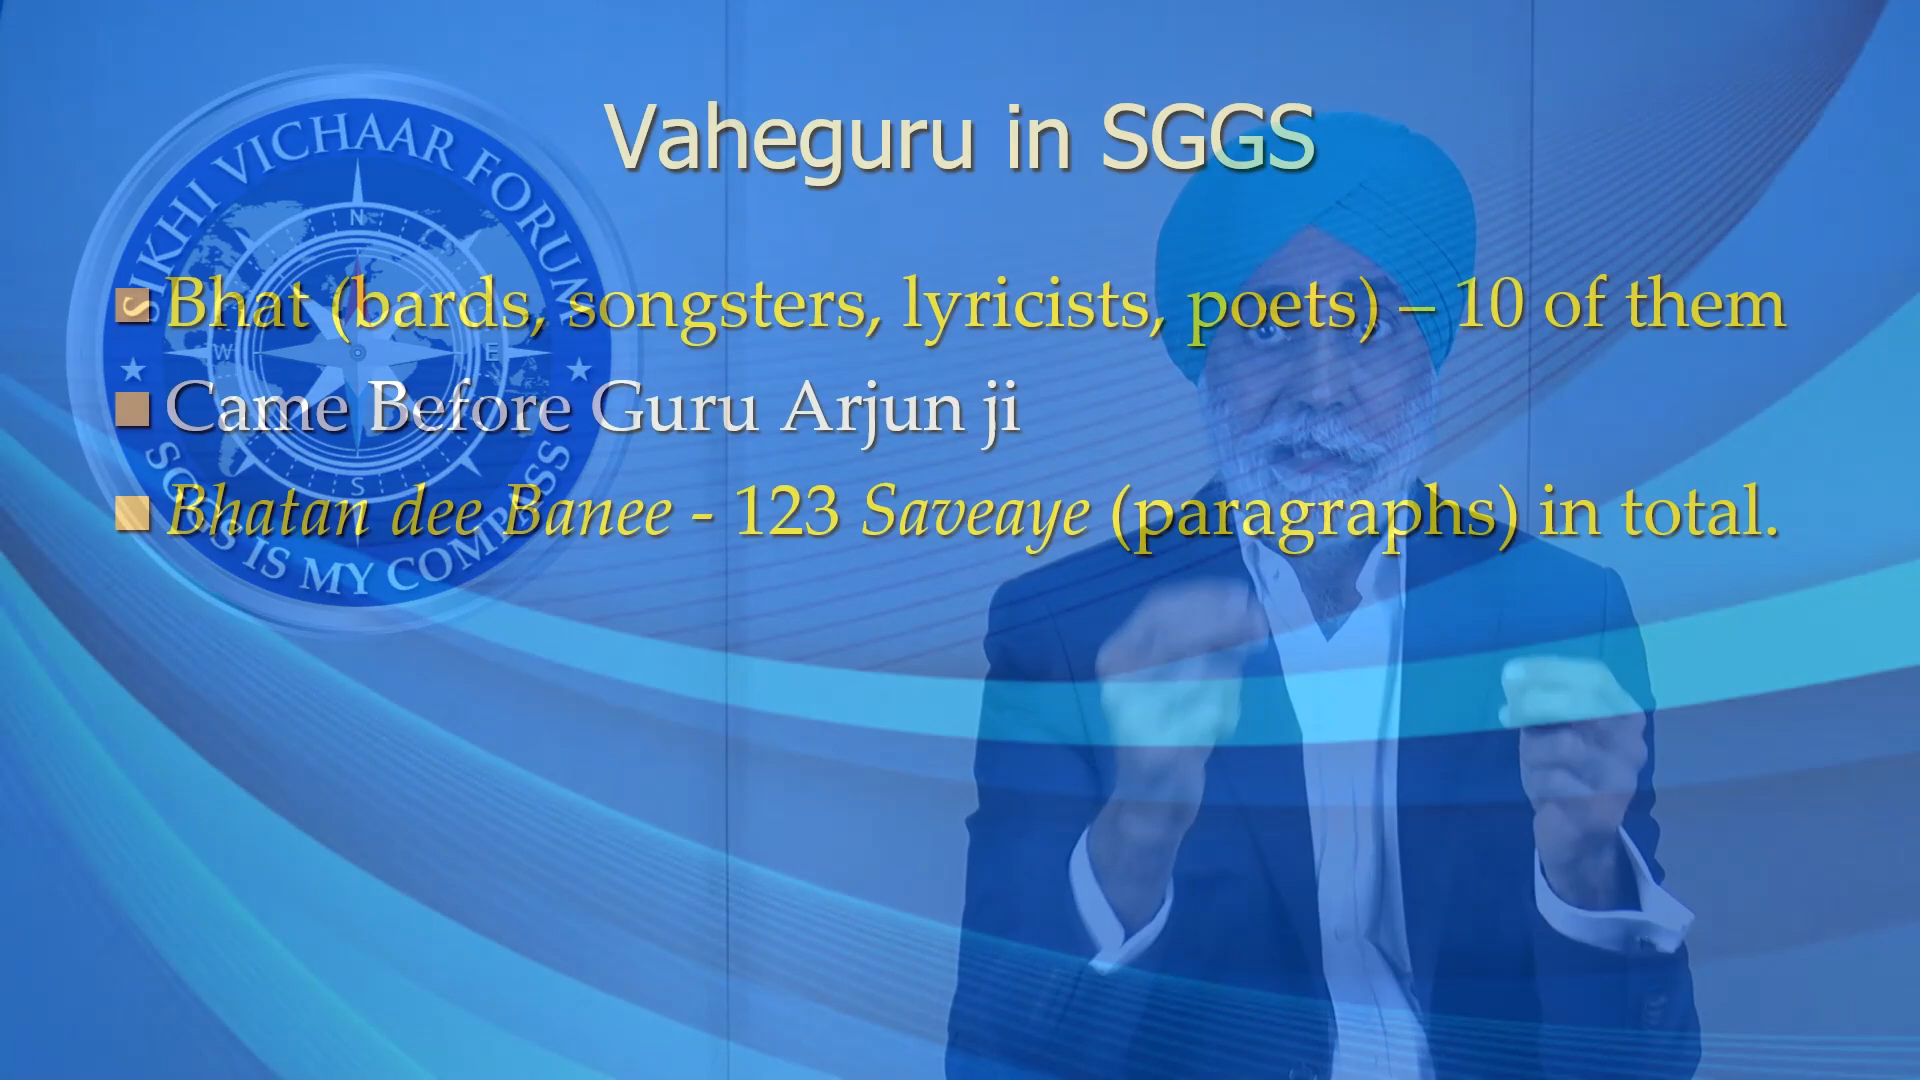 Vaheguru in SGGS
SIKHI VICHAAR FORUM
N
W E
S
SGGS IS MY COMPASS
Bhat (bards, songsters, lyricists, poets) – 10 of them
Came Before Guru Arjun ji
Bhatan dee Banee - 123 Saveaye (paragraphs) in total.